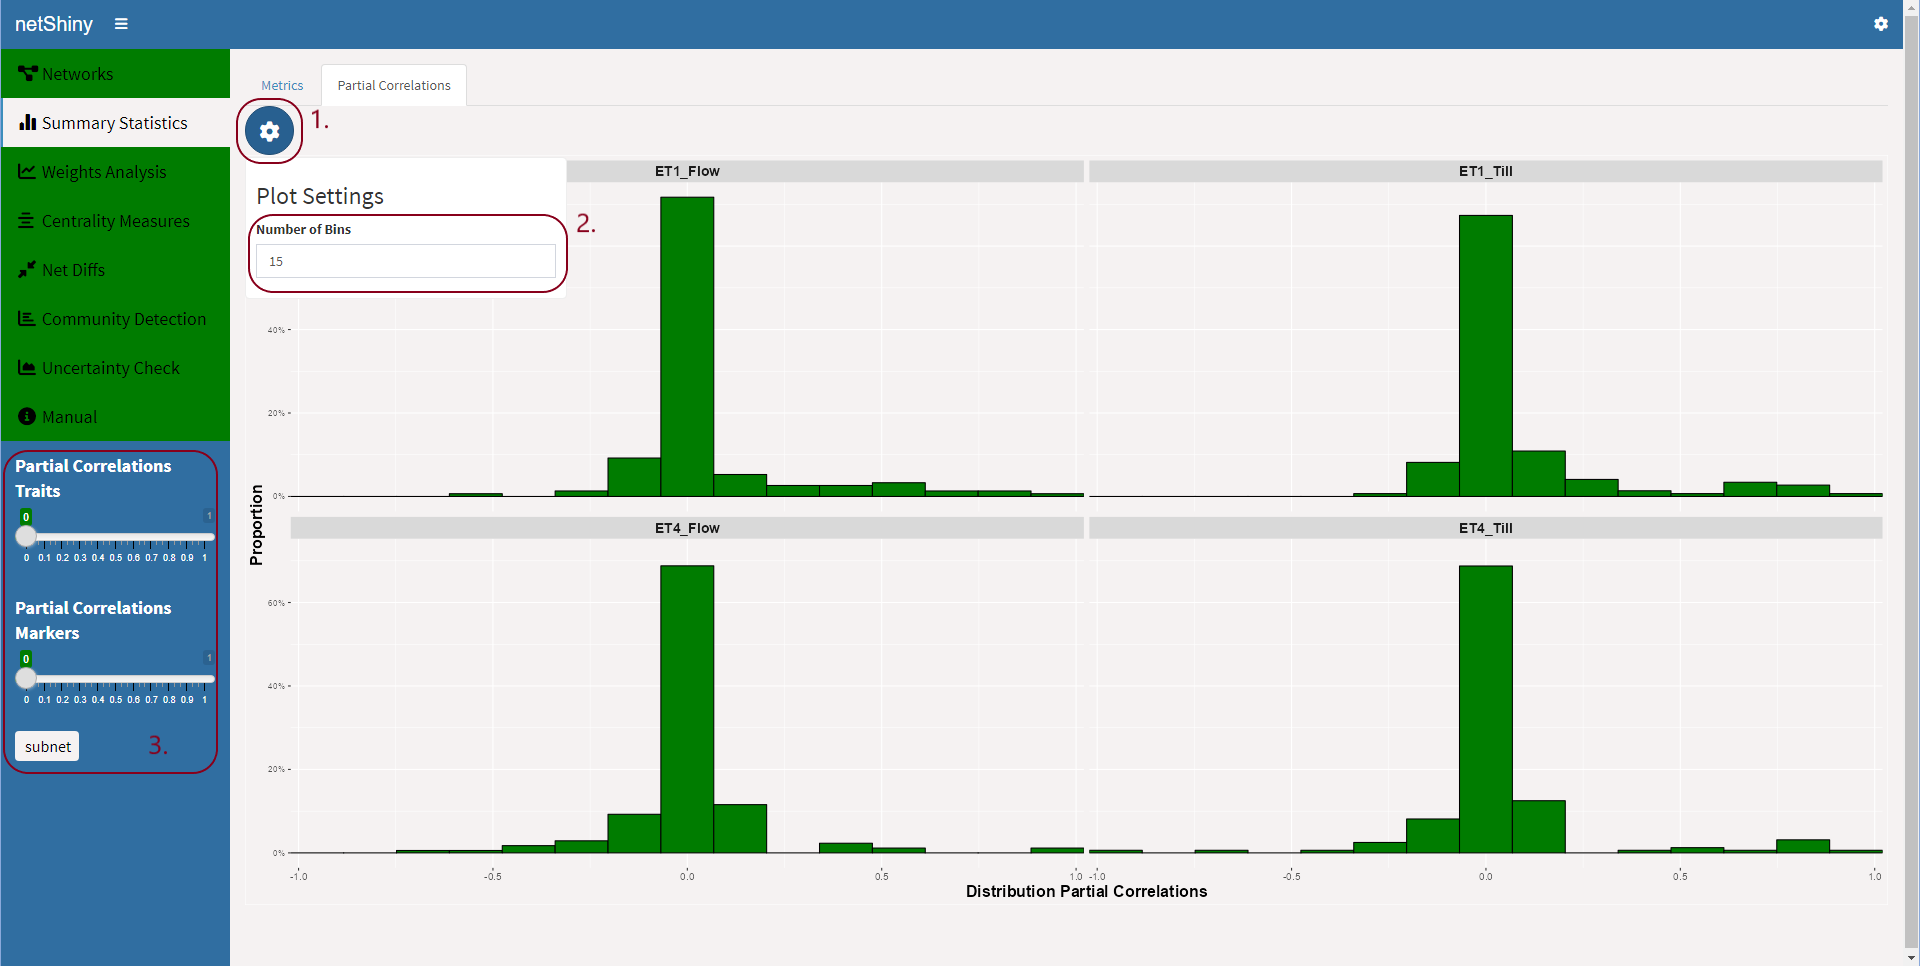 netShiny
Networks
Summary Statistics
Weights Analysis
Centrality Measures
Net Diffs
Community Detection
Uncertainty Check
Manual
Partial Correlations
Traits
0 1
0 0.1 0.2 0.3 0.4 0.5 0.6 0.7 0.8 0.9 1
Partial Correlations
Markers
0 1
0 0.1 0.2 0.3 0.4 0.5 0.6 0.7 0.8 0.9 1
subnet
3.
Metrics Partial Correlations
1.
Plot Settings
Number of Bins
15
2.
ET1_Flow ET1_Till
40%
20%
0%
Proportion
ET4_Flow ET4_Till
60%
40%
20%
0%
-1.0 -0.5 0.0 0.5 1.0 -1.0 -0.5 0.0 0.5 1.0
Distribution Partial Correlations